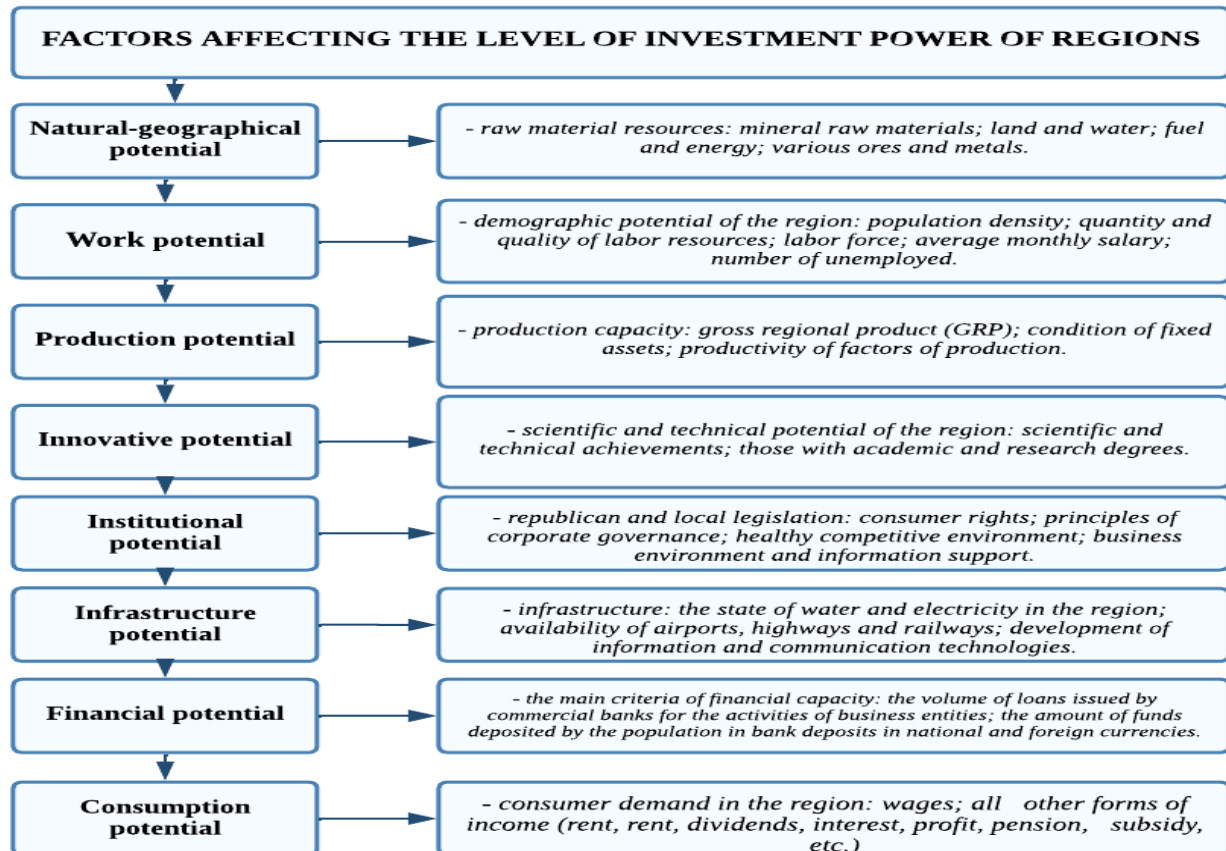 FACTORS AFFECTING THE LEVEL OF INVESTMENT POWER OF REGIONS
Natural-geographical
potential
- raw material resources: mineral raw materials; land and water; fuel
and energy; various ores and metals.
Work potential
- demographic potential of the region: population density; quantity and
quality of labor resources; labor force; average monthly salary;
number of unemployed.
Production potential
- production capacity: gross regional product (GRP); condition of fixed
assets; productivity of factors of production.
Innovative potential
- scientific and technical potential of the region: scientific and
technical achievements; those with academic and research degrees.
Institutional
potential
- republican and local legislation: consumer rights; principles of
corporate governance; healthy competitive environment; business
environment and information support.
Infrastructure
potential
- infrastructure: the state of water and electricity in the region;
availability of airports, highways and railways; development of
information and communication technologies.
Financial potential
- the main criteria of financial capacity: the volume of loans issued by
commercial banks for the activities of business entities; the amount of funds
deposited by the population in bank deposits in national and foreign currencies.
Consumption
potential
- consumer demand in the region: wages; all other forms of
income (rent, rent, dividends, interest, profit, pension, subsidy,
etc.)